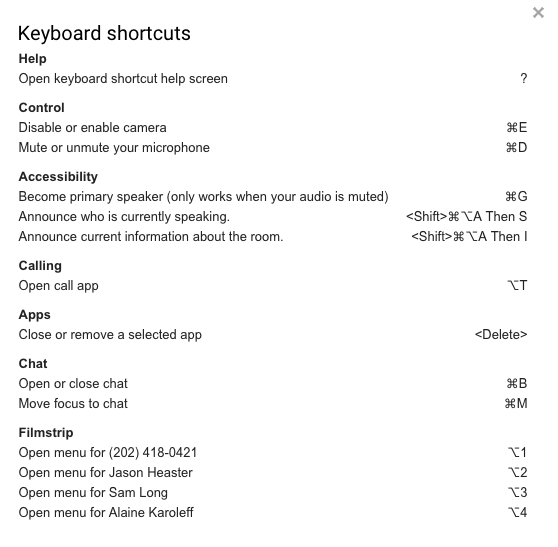 Keyboard shortcuts
Help
Open keyboard shortcut help screen ?
Control
Disable or enable camera ⌘E
Mute or unmute your microphone ⌘D
Accessibility
Become primary speaker (only works when your audio is muted) ⌘G
Announce who is currently speaking. <Shift>⌘⌥A Then S
Announce current information about the room. <Shift>⌘⌥A Then I
Calling
Open call app ⌥T
Apps
Close or remove a selected app <Delete>
Chat
Open or close chat ⌘B
Move focus to chat ⌘M
Filmstrip
Open menu for (202) 418-0421 ⌥1
Open menu for Jason Heaster ⌥2
Open menu for Sam Long ⌥3
Open menu for Alaine Karoleff ⌥4